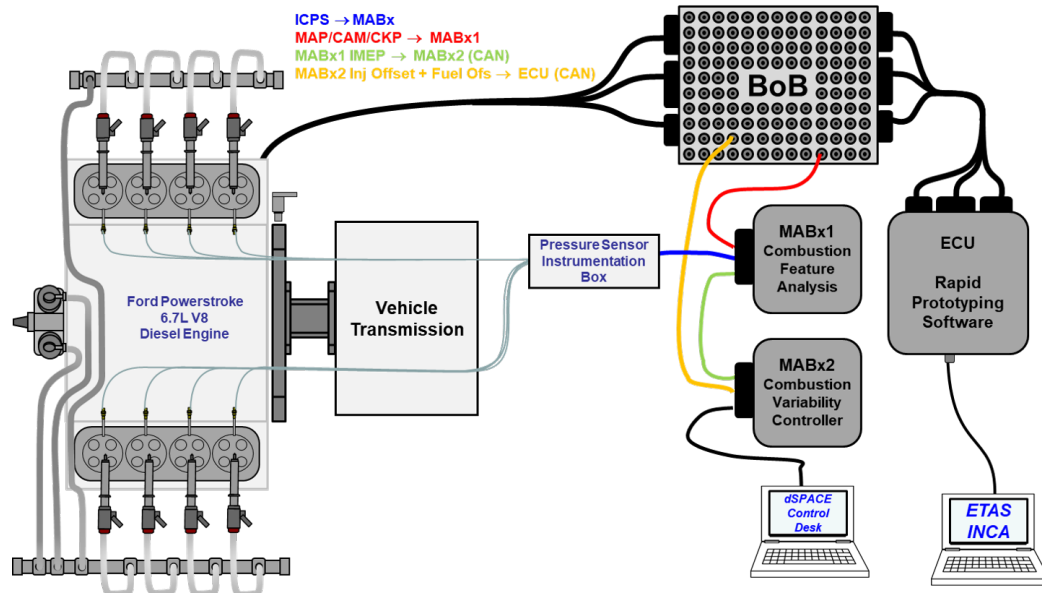 ICPS → MABx
MAP/CAM/CKP → MABx1
MABx1 IMEP → MABx2 (CAN)
MABx2 Inj Offset + Fuel Ofs → ECU (CAN)
BoB
Pressure Sensor
Instrumentation
Box
MABx1
Combustion
Feature
Analysis
ECU
Rapid
Prototyping
Software
Ford Powerstroke
6.7L V8
Diesel Engine
Vehicle
Transmission
MABx2
Combustion
Variability
Controller
dSPACE
Control
Desk
ETAS
INCA